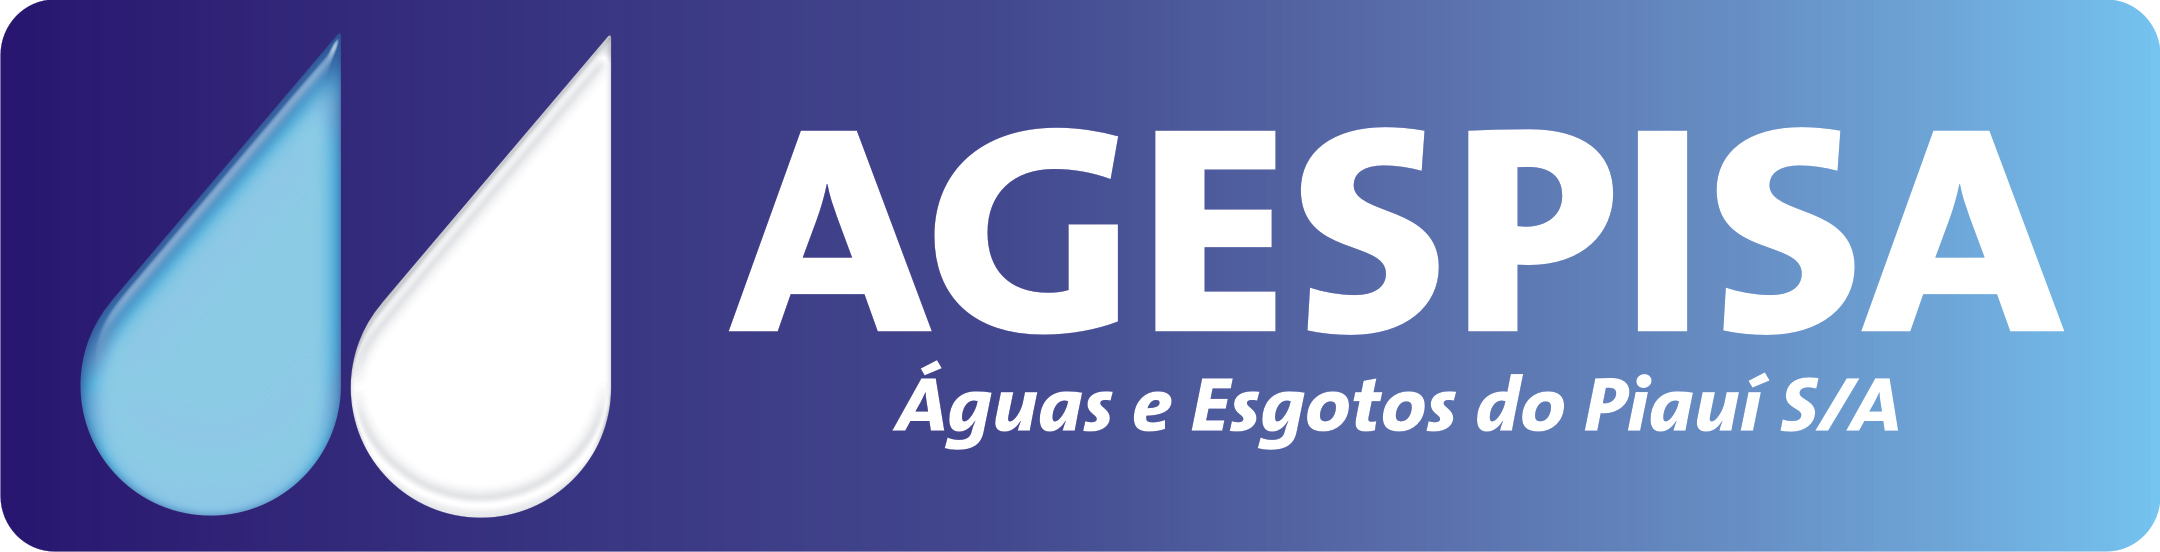 AGESPISA
Águas e Esgotos do Piauí S/A